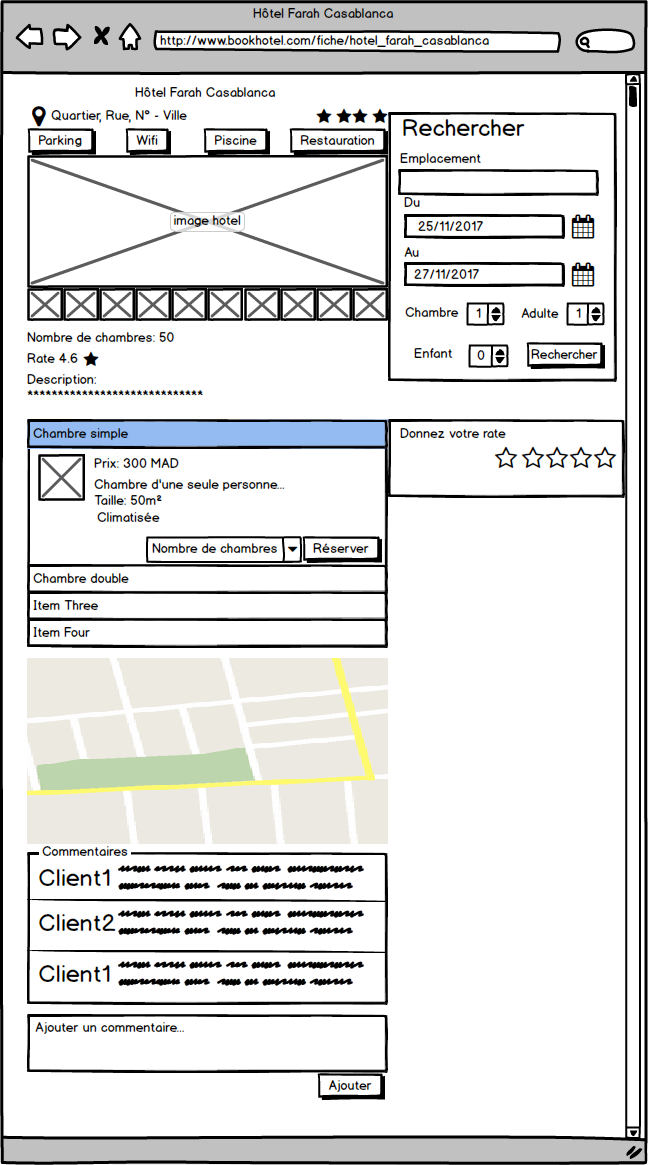 Hôtel Farah Casablanca
http://www.bookhotel.com/fiche/hotel_farah_casablanca
Hôtel Farah Casablanca
Quartier, Rue, N° - Ville
Parking
Wifi
Piscine
Restauration
image hotel
Nombre de chambres: 50
Rate 4.6
Description:
****************************
Rechercher
Emplacement
Du
25/11/2017
Au
27/11/2017
Chambre 1 Adulte 1
Enfant 0 Rechercher
Chambre simple
Prix: 300 MAD
Chambre d'une seule personne...
Taille: 50m²
Climatisée
Nombre de chambres Réserver
Chambre double
Item Three
Item Four
Donnez votre rate
Commentaires
Client1
Client2
Client1
Ajouter un commentaire...
Ajouter